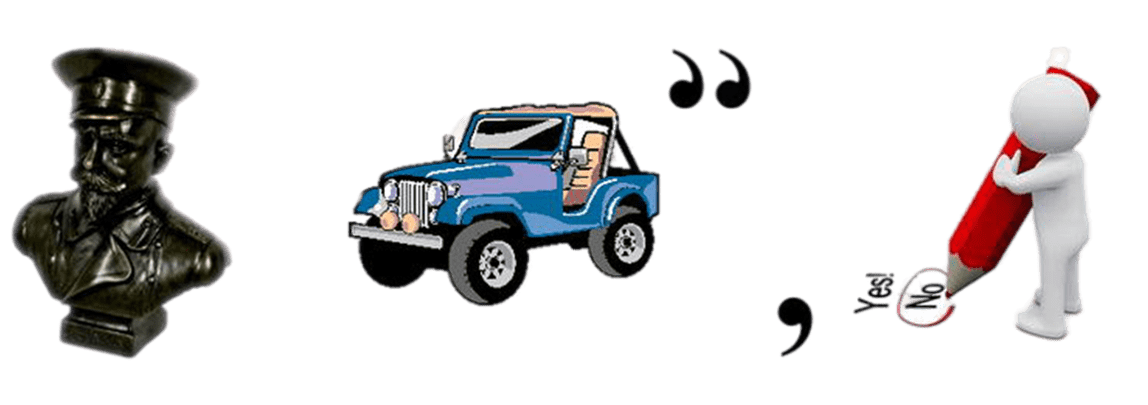 ,,
,
Yes!
No